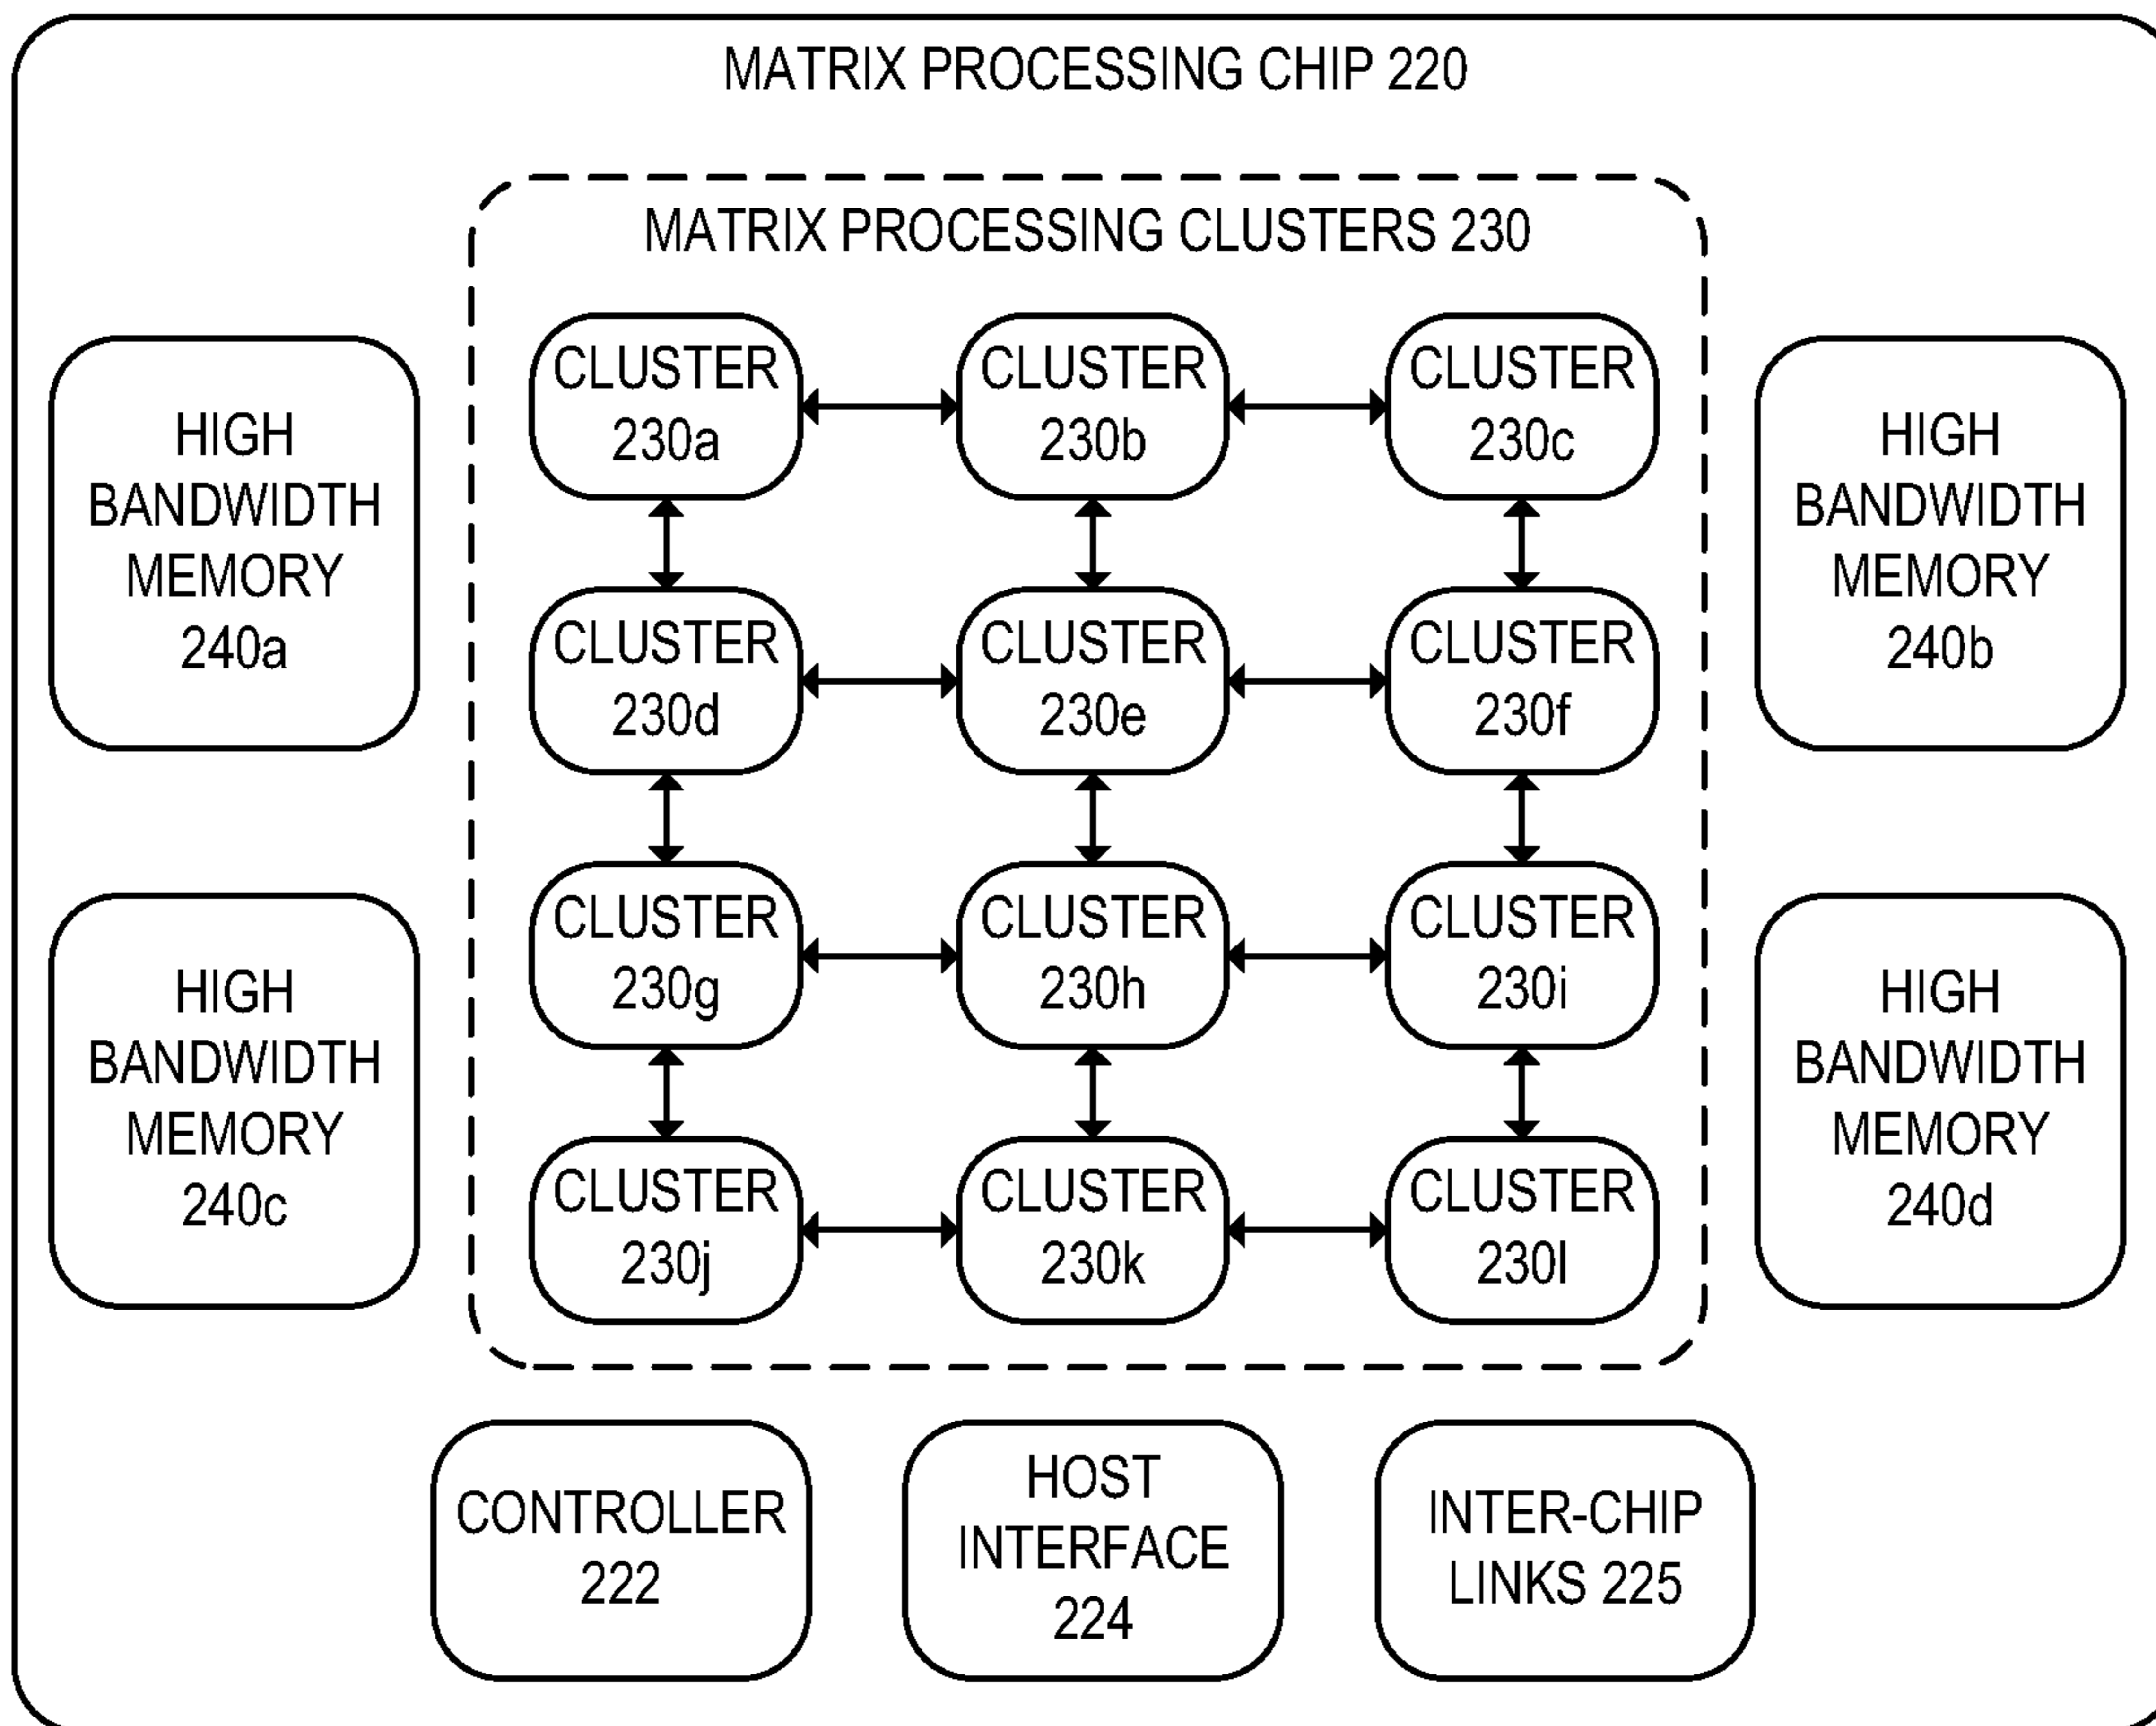 MATRIX PROCESSING CHIP 220
MATRIX PROCESSING CLUSTERS 230
CLUSTER
230a
CLUSTER
230b
CLUSTER
230c
HIGH
BANDWIDTH
MEMORY
240a
HIGH
BANDWIDTH
MEMORY
240b
CLUSTER
230d
CLUSTER
230e
CLUSTER
230f
CLUSTER
230g
CLUSTER
230h
CLUSTER
230i
HIGH
BANDWIDTH
MEMORY
240c
HIGH
BANDWIDTH
MEMORY
240d
CLUSTER
230j
CLUSTER
230k
CLUSTER
230l
CONTROLLER
222
HOST
INTERFACE
224
INTER-CHIP
LINKS 225